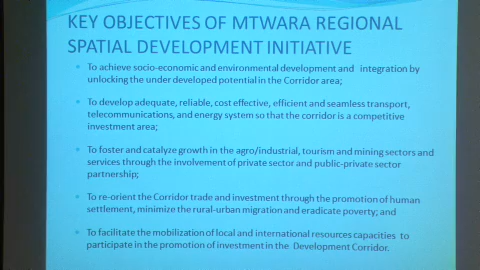 KEY OBJECTIVES OF MTWARA REGIONAL
SPATIAL DEVELOPMENT INITIATIVE
To achieve socio-economic and environmental development and integration by
unlocking the under developed potential in the Corridor area;
To develop adequate, reliable, cost effective, efficient and seamless transport,
telecommunications, and energy system so that the corridor is a competitive
investment area;
To foster and catalyze growth in the agro/industrial, tourism and mining sectors and
services through the involvement of private sector and public-private sector
partnership;
To re-orient the Corridor trade and investment through the promotion of human
settlement, minimize the rural-urban migration and eradicate poverty; and
To facilitate the mobilization of local and international resources capacities to
participate in the promotion of investment in the Development Corridor.